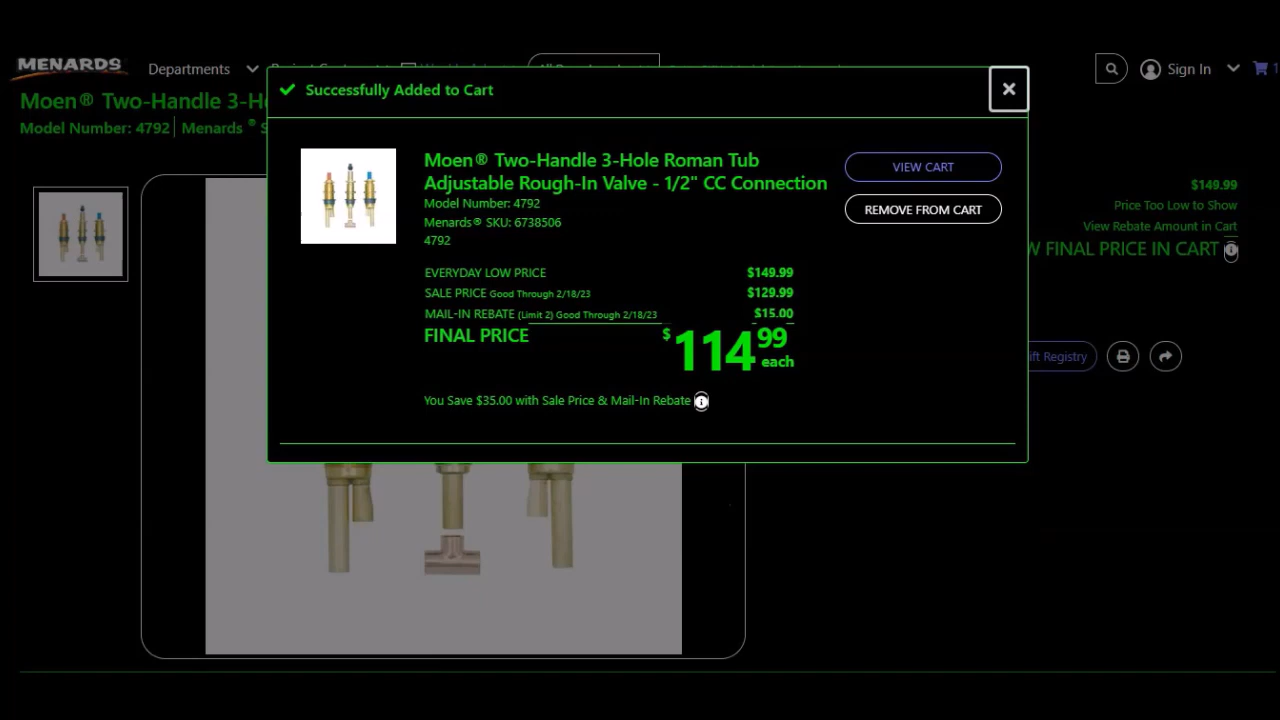 MENARDS
Departments
Sign In
1
Moen® Two-Handle 3-H
Model Number: 4792 | Menards ®
Successfully Added to Cart
Moen® Two-Handle 3-Hole Roman Tub
Adjustable Rough-In Valve - 1/2" CC Connection
Model Number: 4792
Menards® SKU: 6738506
4792
VIEW CART
REMOVE FROM CART
EVERYDAY LOW PRICE $149.99
SALE PRICE Good Through 2/18/23 $129.99
MAIL-IN REBATE (Limit 2) Good Through 2/18/23 $15.00
FINAL PRICE $114 99 each
You Save $35.00 with Sale Price & Mail-In Rebate
$149.99
Price Too Low to Show
View Rebate Amount in Cart
FINAL PRICE IN CART
Registry